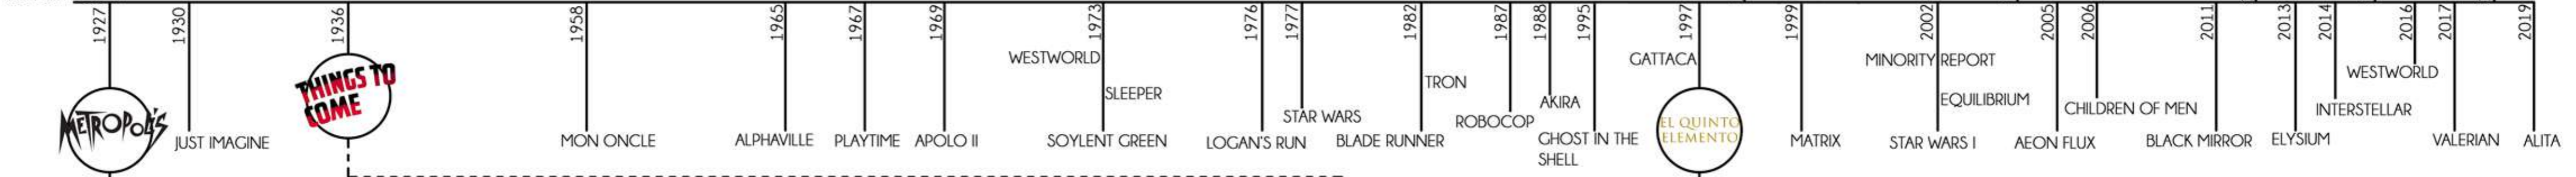 1927
METROPOLIS
1930
JUST IMAGINE
1936
THINGS TO
COME
1958
MON ONCLE
1965
ALPHAVILLE
1967
PLAYTIME
1969
APOLO II
1973
WESTWORLD
SLEEPER
SOYLENT GREEN
1976
LOGAN'S RUN
1977
STAR WARS
1982
TRON
BLADE RUNNER
1987
ROBOCOP
1988
AKIRA
1995
GHOST IN THE
SHELL
1997
GATTACA
EL QUINTO
ELEMENTO
1999
MATRIX
2002
MINORITY REPORT
EQUILIBRIUM
STAR WARS I
2005
AEON FLUX
2006
CHILDREN OF MEN
2011
BLACK MIRROR
2013
ELYSIUM
2014
INTERSTELLAR
2016
WESTWORLD
2017
VALERIAN
2019
ALITA